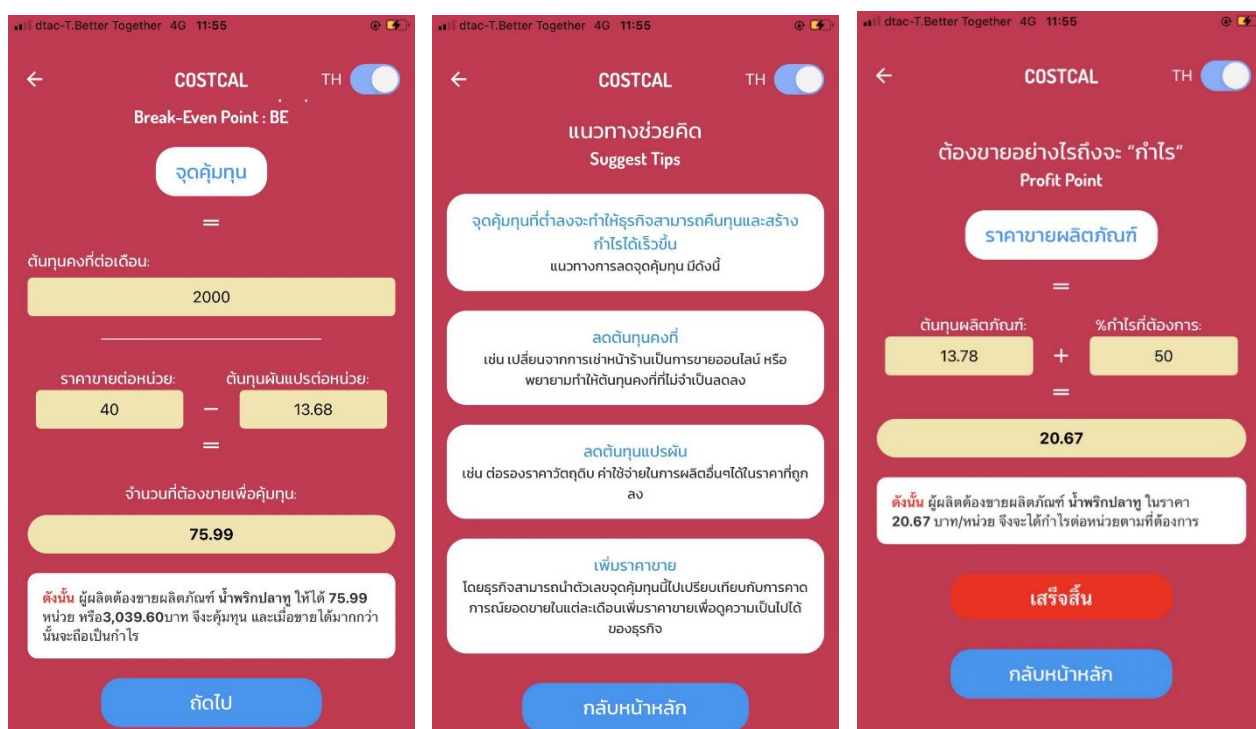 dtac-T.Better Together 4G 11:55
COSTCAL TH
Break-Even Point : BE
จุดคุ้มทุน
=
ต้นทุนคงที่ต่อเดือน:
2000
ราคาขายต่อหน่วย: ต้นทุนผันแปรต่อหน่วย:
40 – 13.68
=
จำนวนที่ต้องขายเพื่อคุ้มทุน:
75.99
ดังนั้น ผู้ผลิตต้องขายผลิตภัณฑ์ น้ำพริกปลาทู ให้ได้ 75.99
หน่วย หรือ3,039.60บาท จึงจะคุ้มทุน และเมื่อขายได้มากกว่า
นั้นจะถือเป็นกำไร
ถัดไป
dtac-T.Better Together 4G 11:55
COSTCAL TH
แนวทางช่วยคิด
Suggest Tips
จุดคุ้มทุนที่ต่ำลงจะทำให้ธุรกิจสามารถคืนทุนและสร้าง
กำไรได้เร็วขึ้น
แนวทางการลดจุดคุ้มทุน มีดังนี้
ลดต้นทุนคงที่
เช่น เปลี่ยนจากการเช่าหน้าร้านเป็นการขายออนไลน์ หรือ
พยายามทำให้ต้นทุนคงที่ที่ไม่จำเป็นลดลง
ลดต้นทุนแปรผัน
เช่น ต่อรองราคาวัตถุดิบ ค่าใช้จ่ายในการผลิตอื่นๆได้ในราคาที่ถูก
ลง
เพิ่มราคาขาย
โดยธุรกิจสามารถนำตัวเลขจุดคุ้มทุนนี้ไปเปรียบเทียบกับการคาด
การณ์ยอดขายในแต่ละเดือนเพิ่มราคาขายเพื่อดูความเป็นไปได้
ของธุรกิจ
กลับหน้าหลัก
dtac-T.Better Together 4G 11:55
COSTCAL TH
ต้องขายอย่างไรถึงจะ “กำไร”
Profit Point
ราคาขายผลิตภัณฑ์
=
ต้นทุนผลิตภัณฑ์: %กำไรที่ต้องการ:
13.78 + 50
=
20.67
ดังนั้น ผู้ผลิตต้องขายผลิตภัณฑ์ น้ำพริกปลาทู ในราคา
20.67 บาท/หน่วย จึงจะได้กำไรต่อหน่วยตามที่ต้องการ
เสร็จสิ้น
กลับหน้าหลัก